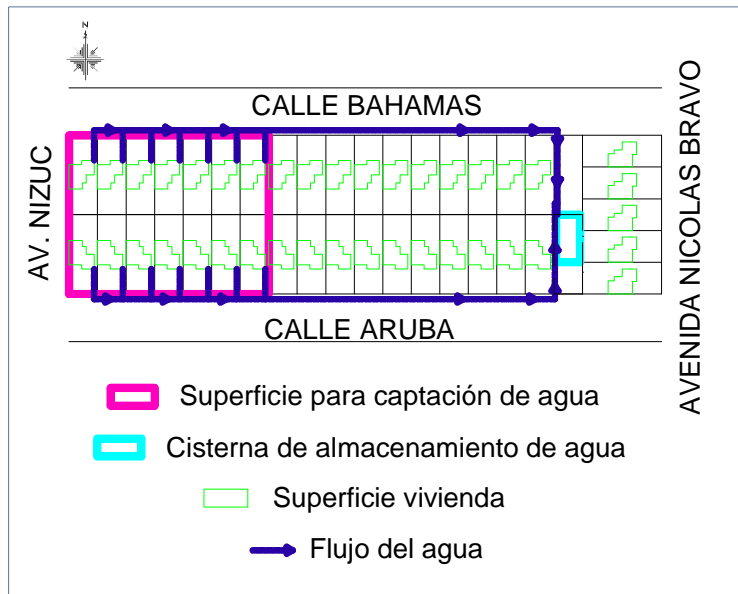 N
CALLE BAHAMAS
AV. NIZUC
AVENIDA NICOLAS BRAVO
CALLE ARUBA
Superficie para captación de agua
Cisterna de almacenamiento de agua
Superficie vivienda
Flujo del agua